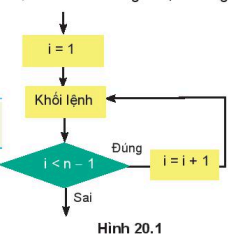 i = 1
Khối lệnh
Đúng
i < n − 1
i = i + 1
Sai
Hình 20.1